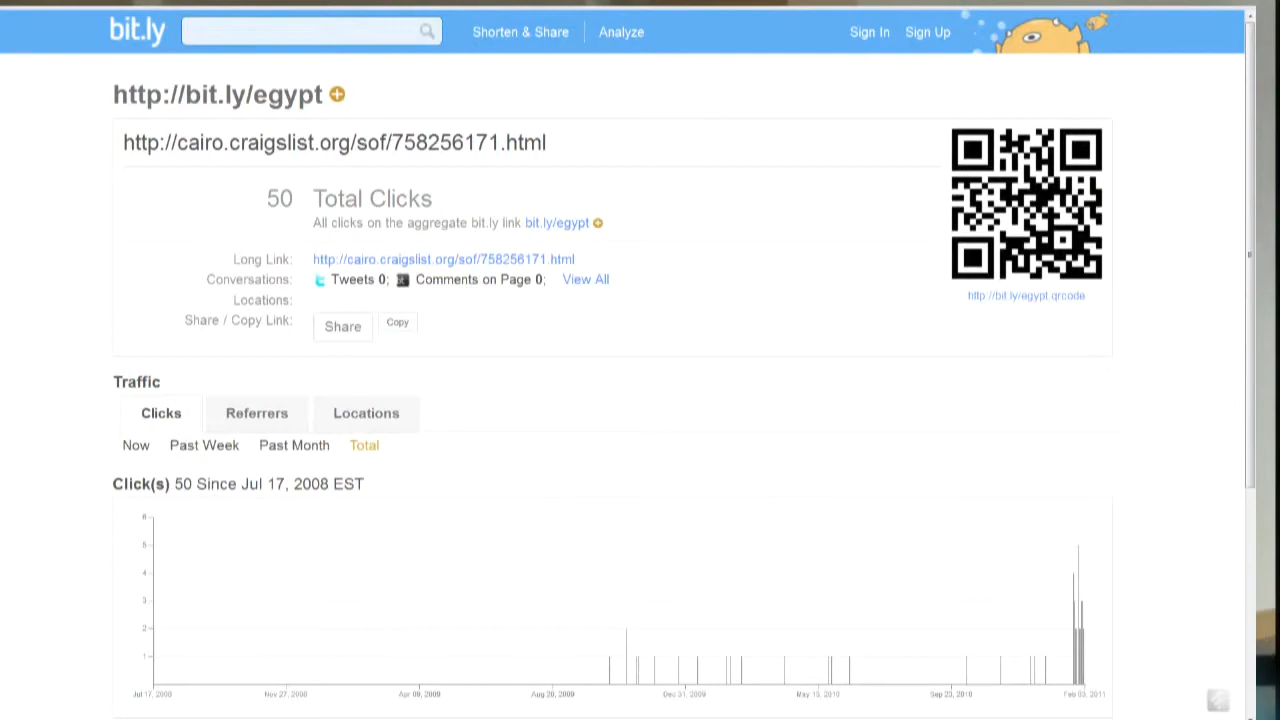 bit.ly Shorten & Share Analyze Sign In Sign Up
http://bit.ly/egypt
http://cairo.craigslist.org/sof/758256171.html
50 Total Clicks
All clicks on the aggregate bit.ly link bit.ly/egypt
Long Link: http://cairo.craigslist.org/sof/758256171.html
Conversations: Tweets 0; Comments on Page 0; View All
http://bit.ly/egypt.qrcode
Locations:
Share / Copy Link: Share Copy
Traffic
Clicks Referrers Locations
Now Past Week Past Month Total
Click(s) 50 Since Jul 17, 2008 EST
6
5
4
3
2
1
Jul 17, 2008 Nov 27, 2008 Apr 09, 2009 Aug 20, 2009 Dec 31, 2009 May 13, 2010 Sep 23, 2010 Feb 03, 2011